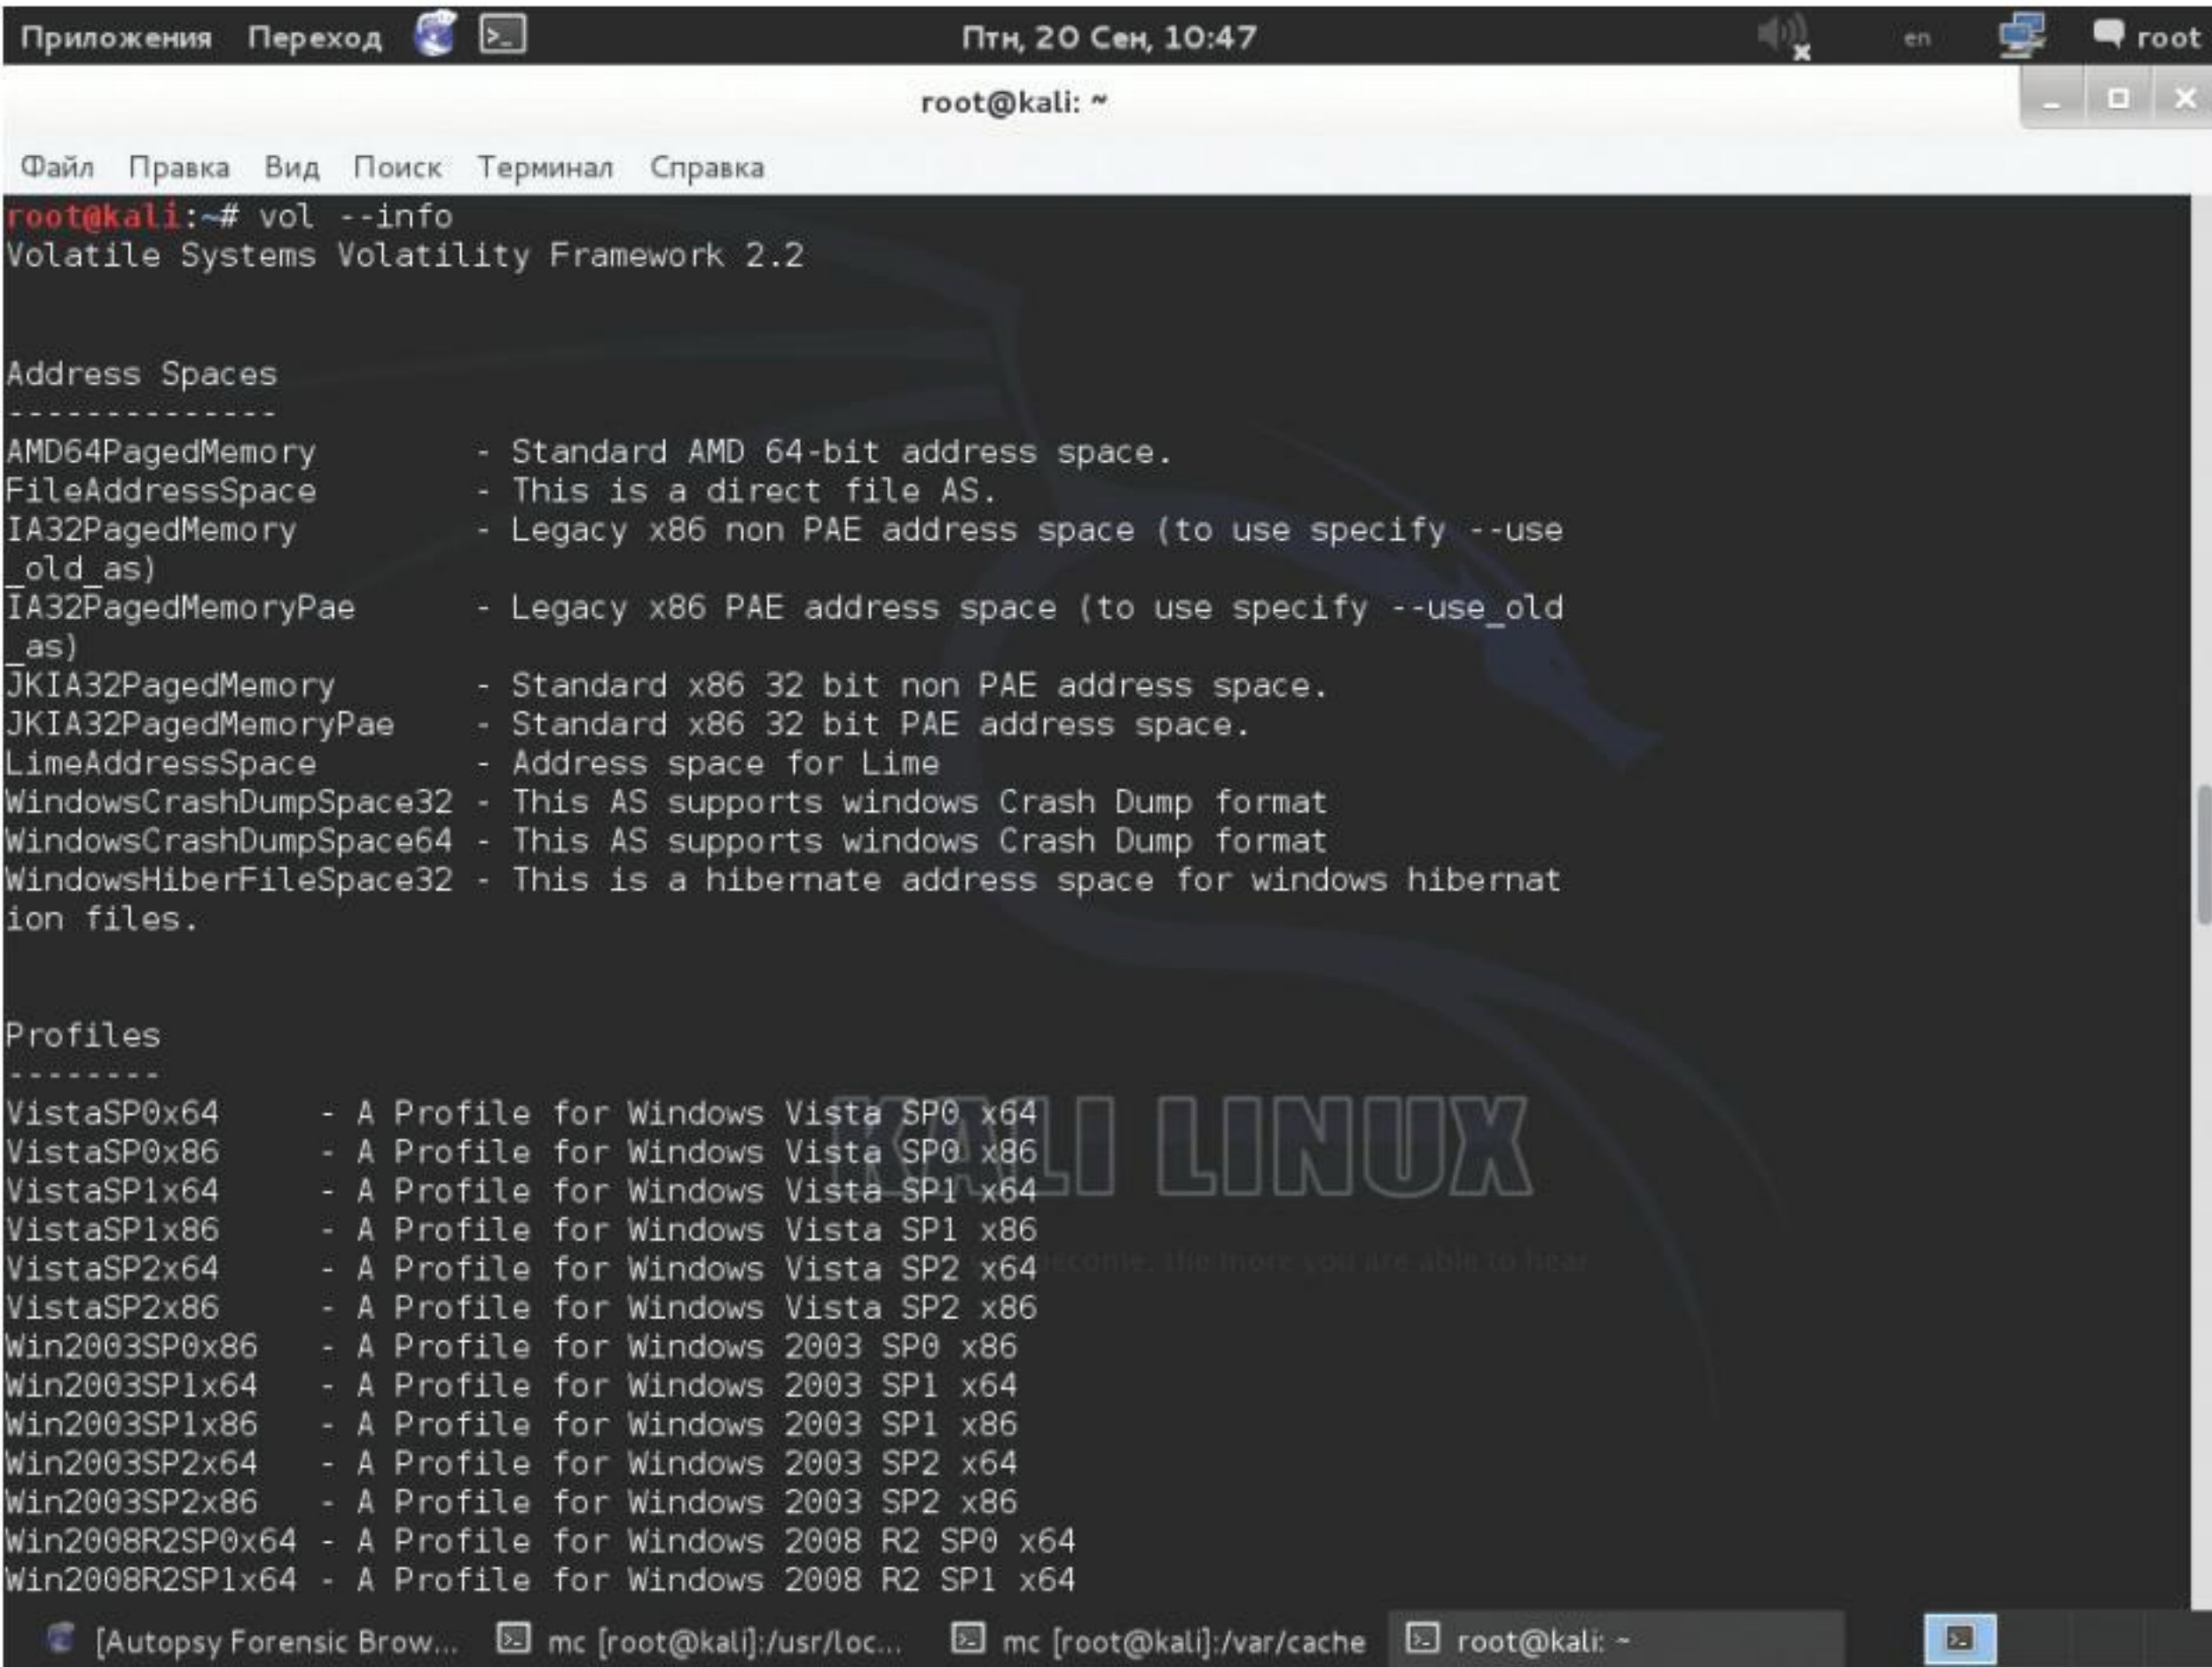 Приложения Переход Птн, 20 Сен, 10:47 en root
root@kali: ~
Файл Правка Вид Поиск Терминал Справка
root@kali:~# vol --info
Volatile Systems Volatility Framework 2.2
Address Spaces
--------------
AMD64PagedMemory - Standard AMD 64-bit address space.
FileAddressSpace - This is a direct file AS.
IA32PagedMemory - Legacy x86 non PAE address space (to use specify --use
_old_as)
IA32PagedMemoryPae - Legacy x86 PAE address space (to use specify --use_old
_as)
JKIA32PagedMemory - Standard x86 32 bit non PAE address space.
JKIA32PagedMemoryPae - Standard x86 32 bit PAE address space.
LimeAddressSpace - Address space for Lime
WindowsCrashDumpSpace32 - This AS supports windows Crash Dump format
WindowsCrashDumpSpace64 - This AS supports windows Crash Dump format
WindowsHiberFileSpace32 - This is a hibernate address space for windows hibernat
ion files.
Profiles
--------
VistaSP0x64 - A Profile for Windows Vista SP0 x64
VistaSP0x86 - A Profile for Windows Vista SP0 x86
VistaSP1x64 - A Profile for Windows Vista SP1 x64
VistaSP1x86 - A Profile for Windows Vista SP1 x86
VistaSP2x64 - A Profile for Windows Vista SP2 x64
VistaSP2x86 - A Profile for Windows Vista SP2 x86
Win2003SP0x86 - A Profile for Windows 2003 SP0 x86
Win2003SP1x64 - A Profile for Windows 2003 SP1 x64
Win2003SP1x86 - A Profile for Windows 2003 SP1 x86
Win2003SP2x64 - A Profile for Windows 2003 SP2 x64
Win2003SP2x86 - A Profile for Windows 2003 SP2 x86
Win2008R2SP0x64 - A Profile for Windows 2008 R2 SP0 x64
Win2008R2SP1x64 - A Profile for Windows 2008 R2 SP1 x64
KALI LINUX
the more you are able to hear
[Autopsy Forensic Brow... mc [root@kali]:/usr/loc... mc [root@kali]:/var/cache root@kali: ~